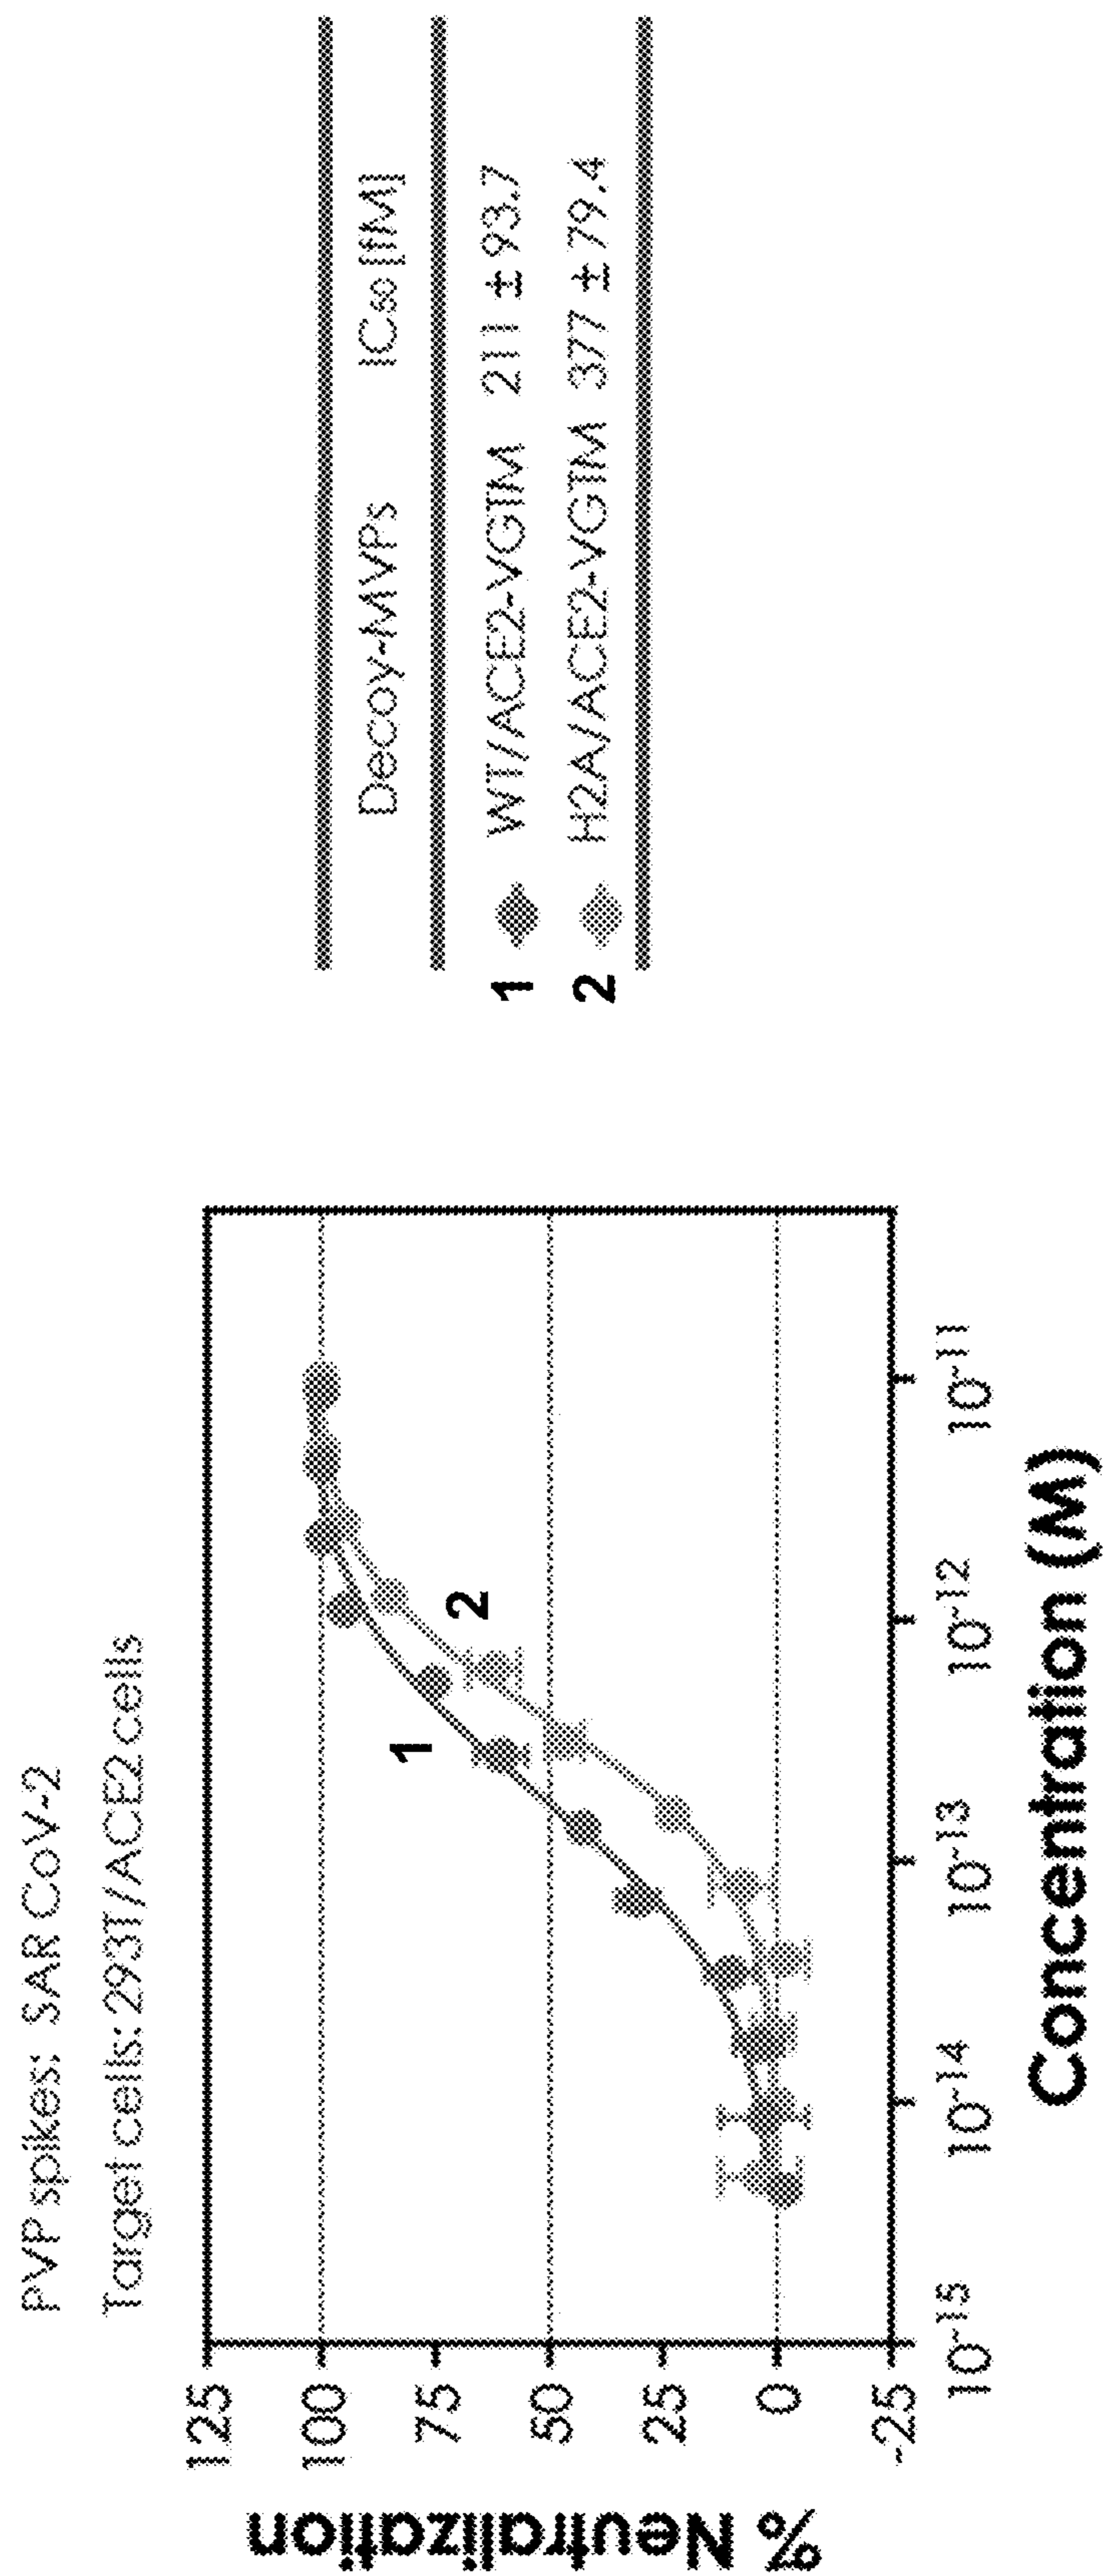 PVP spikes: SAR CoV-2
Target cells: 293T/ACE2 cells
% Neutralization
125
100
75
50
25
0
-25
1
2
10-15
10-14
10-13
10-12
10-11
Concentration (M)
Decoy-MVPs IC50 [fM]
1 WT/ACE2-VGTM 211 ± 93.7
2 H2A/ACE2-VGTM 377 ± 79.4